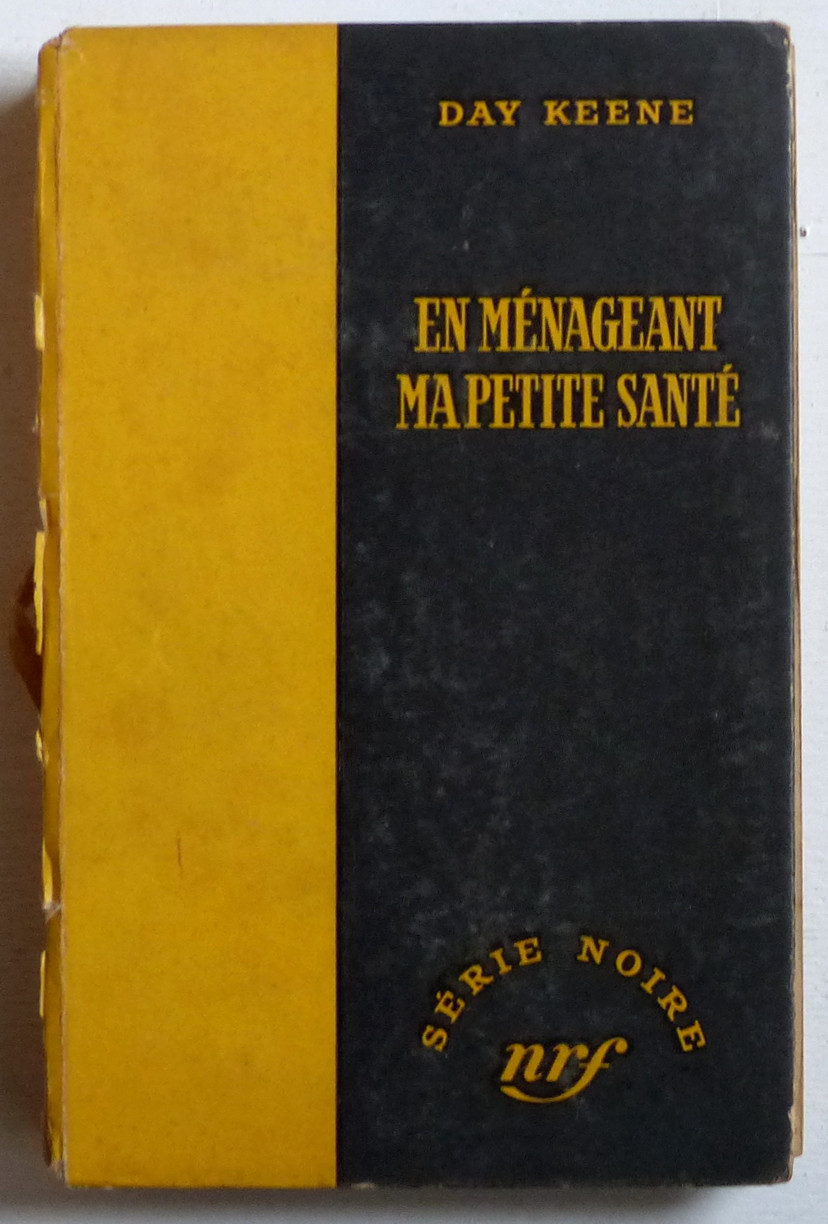 DAY KEENE
EN MÉNAGEANT
MA PETITE SANTÉ
SÉRIE NOIRE
nrf